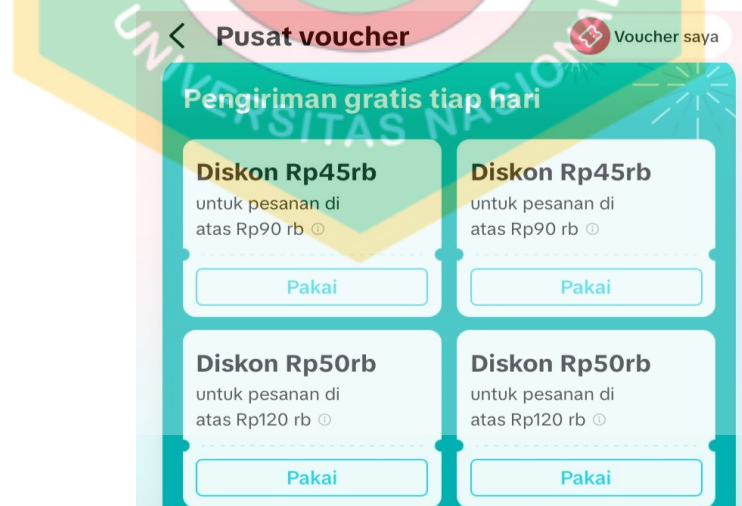 Pusat voucher
Voucher saya
Pengiriman gratis tiap hari
UNIVERSITAS NASIONAL
Diskon Rp45rb
untuk pesanan di
atas Rp90 rb
Pakai
Diskon Rp45rb
untuk pesanan di
atas Rp90 rb
Pakai
Diskon Rp50rb
untuk pesanan di
atas Rp120 rb
Pakai
Diskon Rp50rb
untuk pesanan di
atas Rp120 rb
Pakai